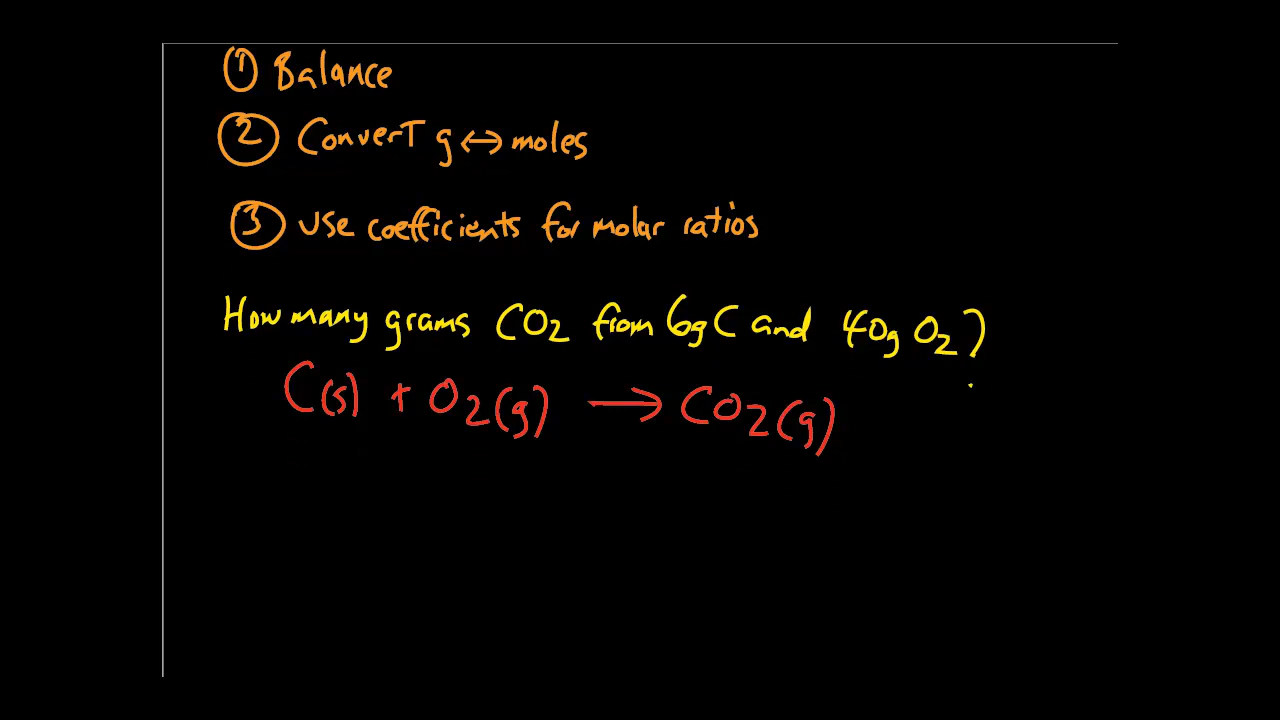 ① Balance
② Convert g ↔ moles
③ Use coefficients for molar ratios
How many grams CO2 from 6g C and 40g O2?
C(s) + O2(g) → CO2(g)